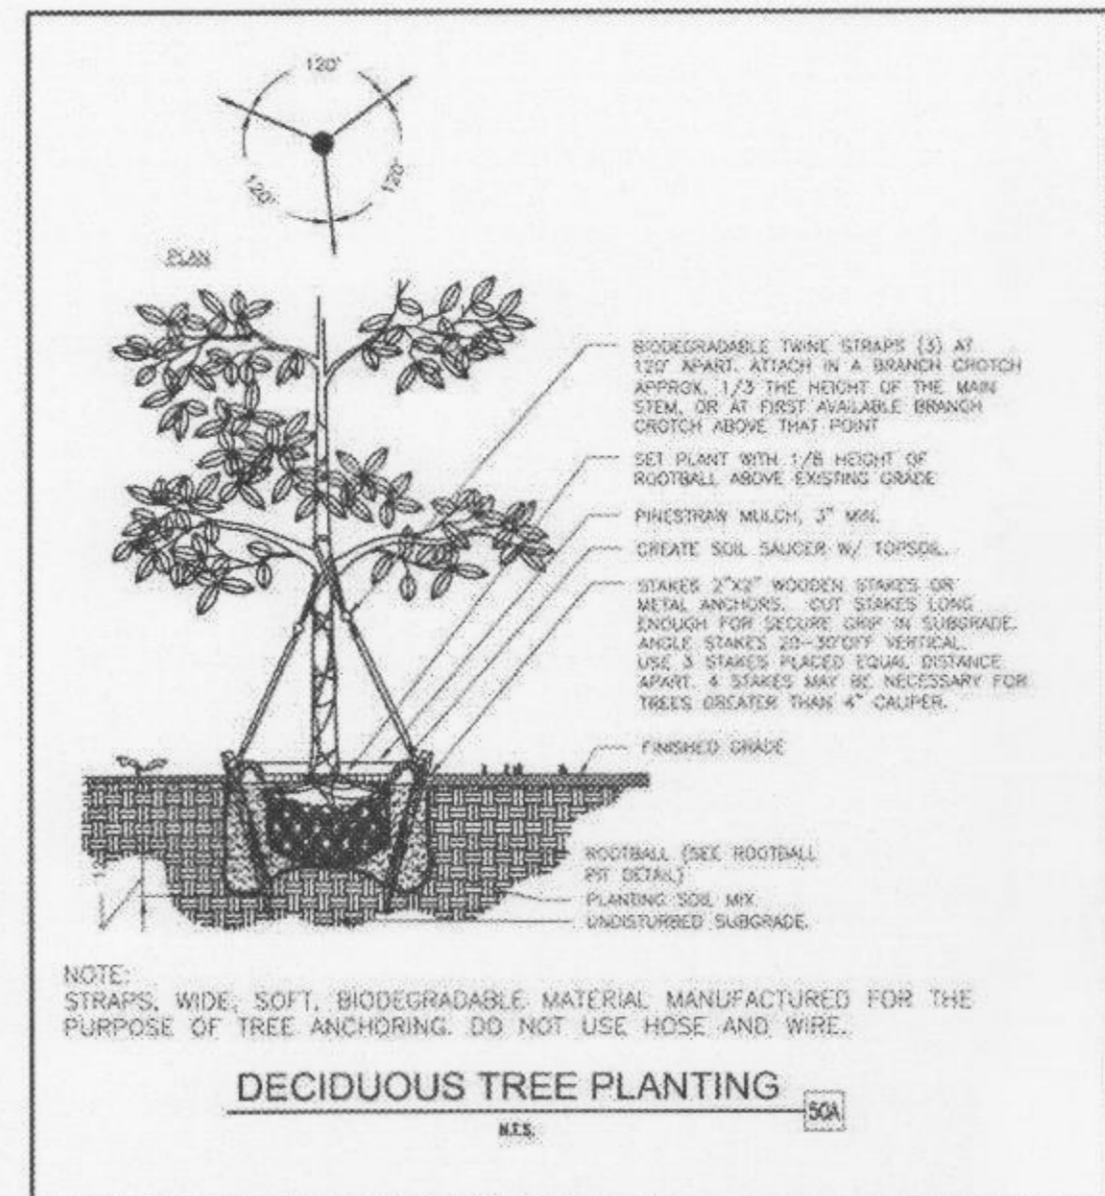 120°
120°
120°
PLAN
BIODEGRADABLE TWINE STRAPS (3) AT
120° APART. ATTACH IN A BRANCH CROTCH
APPROX. 1/3 THE HEIGHT OF THE MAIN
STEM, OR AT FIRST AVAILABLE BRANCH
CROTCH ABOVE THAT POINT
SET PLANT WITH 1/8 HEIGHT OF
ROOTBALL ABOVE EXISTING GRADE
PINESTRAW MULCH, 3" MIN.
CREATE SOIL SAUCER W/ TOPSOIL.
STAKES 2"X2" WOODEN STAKES OR
METAL ANCHORS. CUT STAKES LONG
ENOUGH FOR SECURE GRIP IN SUBGRADE.
ANGLE STAKES 20-30°OFF VERTICAL.
USE 3 STAKES PLACED EQUAL DISTANCE
APART. 4 STAKES MAY BE NECESSARY FOR
TREES GREATER THAN 4" CALIPER.
FINISHED GRADE
ROOTBALL (SEE ROOTBALL
PIT DETAIL)
PLANTING SOIL MIX
UNDISTURBED SUBGRADE.
NOTE:
STRAPS, WIDE, SOFT, BIODEGRADABLE MATERIAL MANUFACTURED FOR THE
PURPOSE OF TREE ANCHORING. DO NOT USE HOSE AND WIRE.
DECIDUOUS TREE PLANTING
50A
N.T.S.